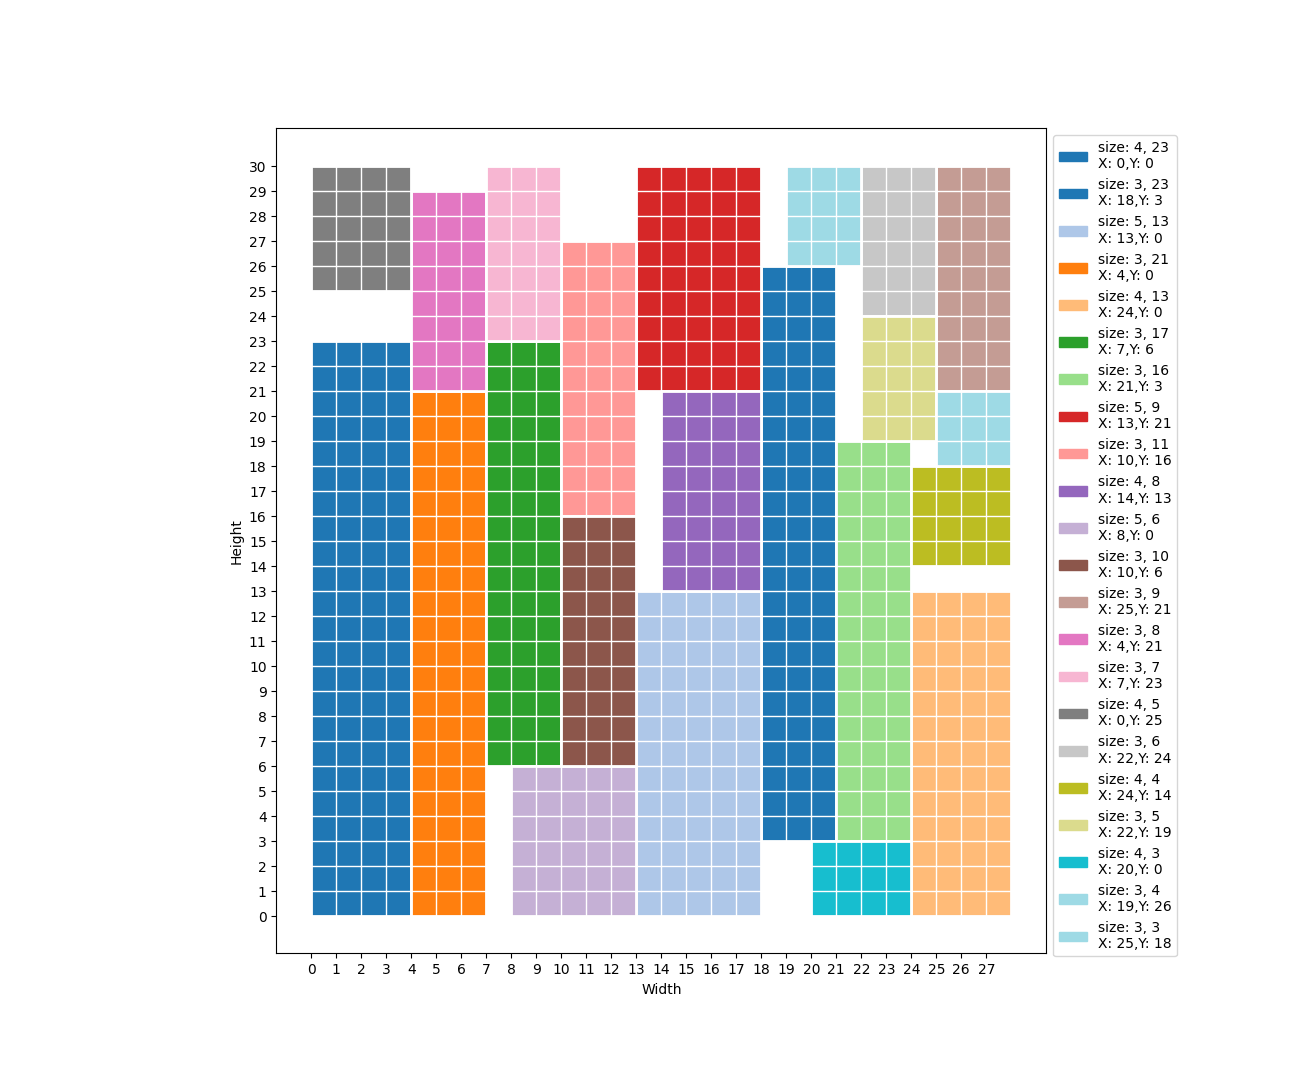 30
29
28
27
26
25
24
23
22
21
20
19
18
17
16
15
14
13
12
11
10
9
8
7
6
5
4
3
2
1
0
Height
0 1 2 3 4 5 6 7 8 9 10 11 12 13 14 15 16 17 18 19 20 21 22 23 24 25 26 27
Width
size: 4, 23
X: 0,Y: 0
size: 3, 23
X: 18,Y: 3
size: 5, 13
X: 13,Y: 0
size: 3, 21
X: 4,Y: 0
size: 4, 13
X: 24,Y: 0
size: 3, 17
X: 7,Y: 6
size: 3, 16
X: 21,Y: 3
size: 5, 9
X: 13,Y: 21
size: 3, 11
X: 10,Y: 16
size: 4, 8
X: 14,Y: 13
size: 5, 6
X: 8,Y: 0
size: 3, 10
X: 10,Y: 6
size: 3, 9
X: 25,Y: 21
size: 3, 8
X: 4,Y: 21
size: 3, 7
X: 7,Y: 23
size: 4, 5
X: 0,Y: 25
size: 3, 6
X: 22,Y: 24
size: 4, 4
X: 24,Y: 14
size: 3, 5
X: 22,Y: 19
size: 4, 3
X: 20,Y: 0
size: 3, 4
X: 19,Y: 26
size: 3, 3
X: 25,Y: 18